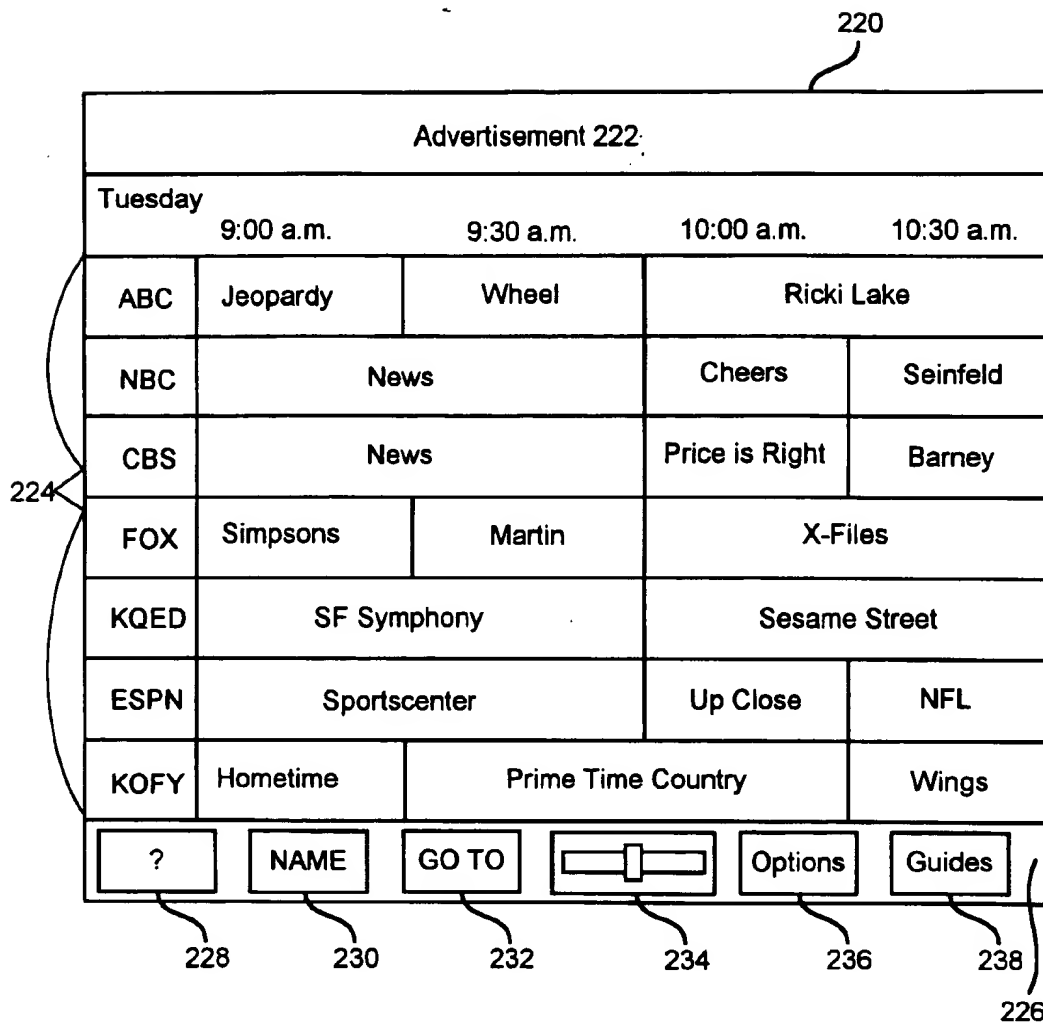 220
Advertisement 222
Tuesday
9:00 a.m. 9:30 a.m. 10:00 a.m. 10:30 a.m.
ABC Jeopardy Wheel Ricki Lake
NBC News Cheers Seinfeld
CBS News Price is Right Barney
224
FOX Simpsons Martin X-Files
KQED SF Symphony Sesame Street
ESPN Sportscenter Up Close NFL
KOFY Hometime Prime Time Country Wings
? NAME GO TO Options Guides
228 230 232 234 236 238
226